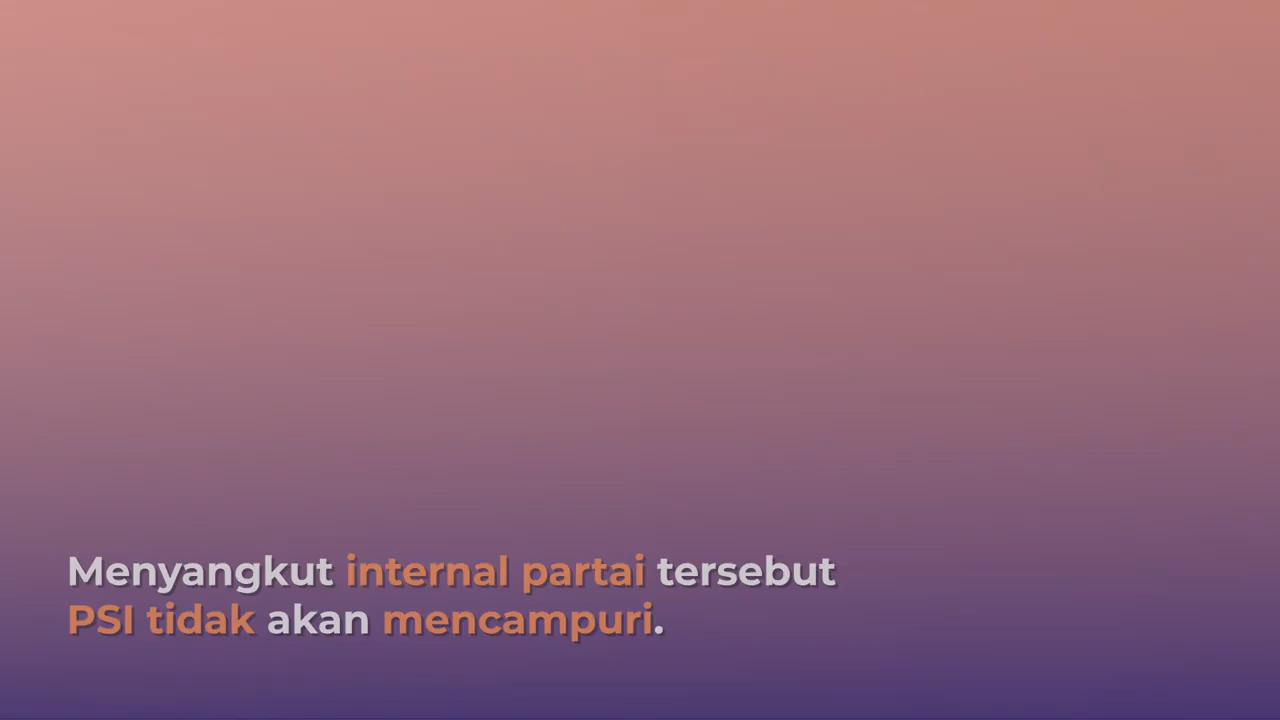 Menyangkut internal partai tersebut
PSI tidak akan mencampuri.